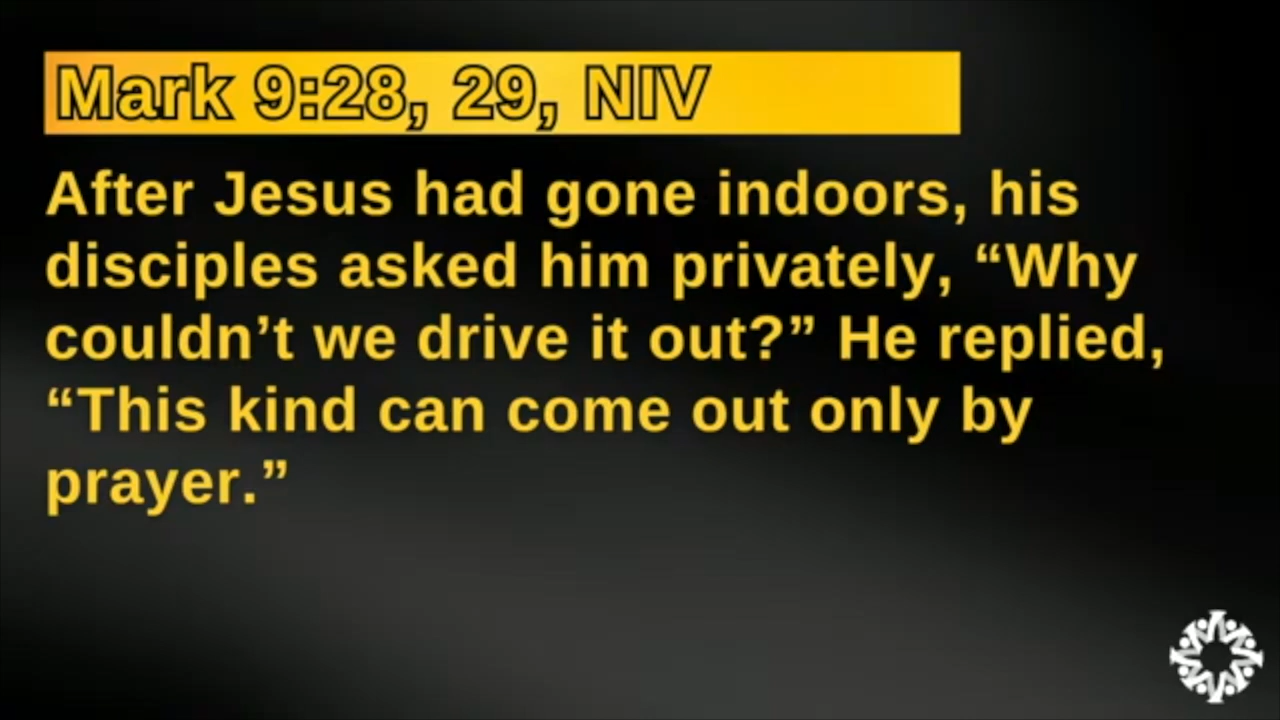 Mark 9:28, 29, NIV
After Jesus had gone indoors, his
disciples asked him privately, “Why
couldn’t we drive it out?” He replied,
“This kind can come out only by
prayer.”